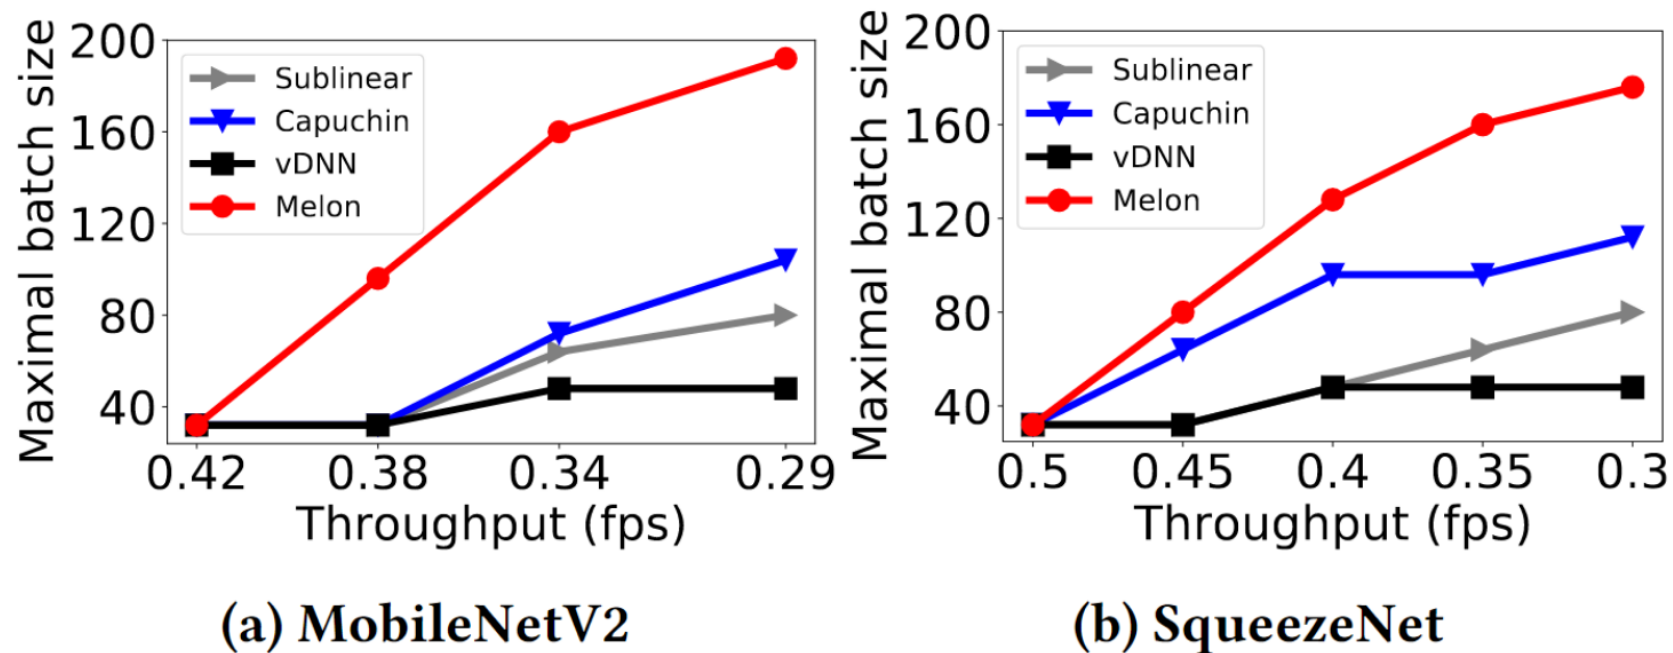 Maximal batch size
200
160
120
80
40
Sublinear
Capuchin
vDNN
Melon
0.42 0.38 0.34 0.29
Throughput (fps)
(a) MobileNetV2
Maximal batch size
200
160
120
80
40
Sublinear
Capuchin
vDNN
Melon
0.5 0.45 0.4 0.35 0.3
Throughput (fps)
(b) SqueezeNet